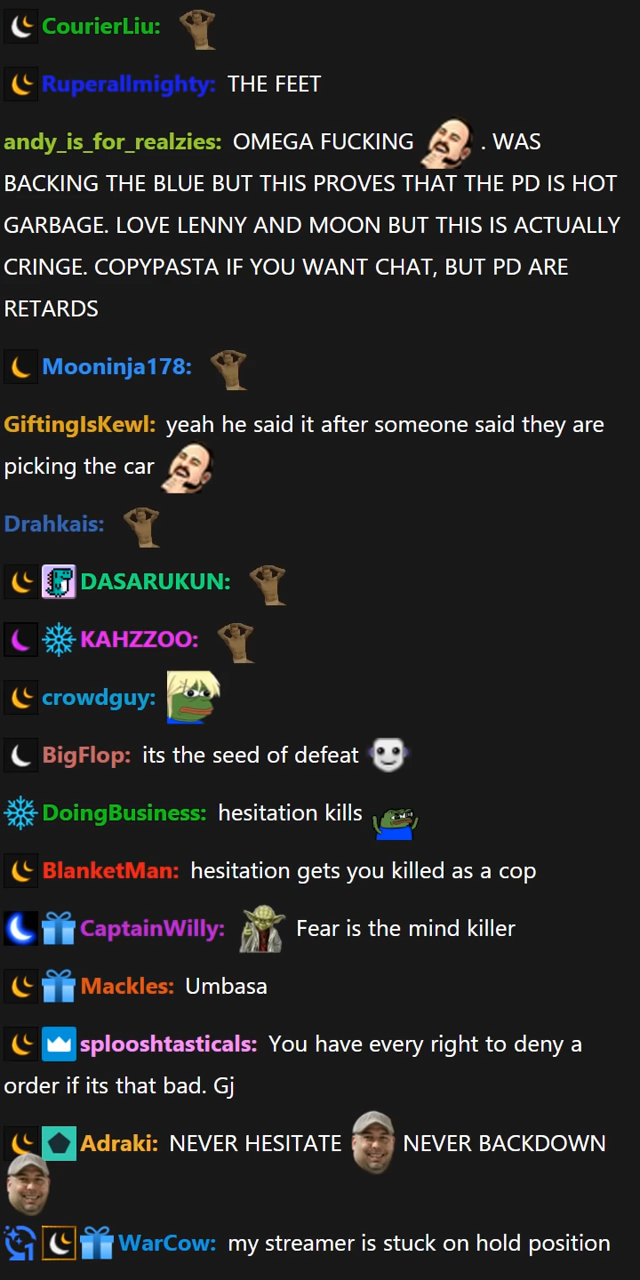 CourierLiu:
Ruperallmighty: THE FEET
andy_is_for_realzies: OMEGA FUCKING . WAS
BACKING THE BLUE BUT THIS PROVES THAT THE PD IS HOT
GARBAGE. LOVE LENNY AND MOON BUT THIS IS ACTUALLY
CRINGE. COPYPASTA IF YOU WANT CHAT, BUT PD ARE
RETARDS
Mooninja178:
GiftingIsKewl: yeah he said it after someone said they are
picking the car
Drahkais:
DASARUKUN:
KAHZZOO:
crowdguy:
BigFlop: its the seed of defeat
DoingBusiness: hesitation kills
BlanketMan: hesitation gets you killed as a cop
CaptainWilly: Fear is the mind killer
Mackles: Umbasa
splooshtasticals: You have every right to deny a
order if its that bad. Gj
Adraki: NEVER HESITATE NEVER BACKDOWN
WarCow: my streamer is stuck on hold position